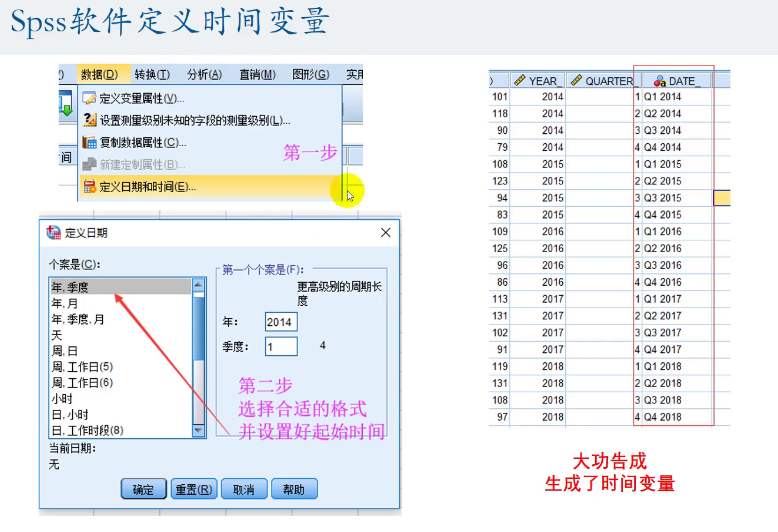 Spss软件定义时间变量
数据(D) 转换(T) 分析(A) 直销(M) 图形(G) 实用
定义变量属性(V)...
设置测量级别未知的字段的测量级别(L)...
复制数据属性(C)...
新建定制属性(B)...
定义日期和时间(E)...
间
第一步
定义日期
个案是(C):
年, 季度
年, 月
年, 季度, 月
天
周, 日
周, 工作日(5)
周, 工作日(6)
小时
日, 小时
日, 工作时段(8)
当前日期:
无
第一个个案是(F):
更高级别的周期长
度
年: 2014
季度: 1 4
第二步
选择合适的格式
并设置好起始时间
确定 重置(R) 取消 帮助
YEAR_ QUARTER_ DATE_
101 2014 1 Q1 2014
118 2014 2 Q2 2014
90 2014 3 Q3 2014
79 2014 4 Q4 2014
108 2015 1 Q1 2015
123 2015 2 Q2 2015
94 2015 3 Q3 2015
83 2015 4 Q4 2015
109 2016 1 Q1 2016
125 2016 2 Q2 2016
96 2016 3 Q3 2016
86 2016 4 Q4 2016
113 2017 1 Q1 2017
131 2017 2 Q2 2017
102 2017 3 Q3 2017
91 2017 4 Q4 2017
119 2018 1 Q1 2018
131 2018 2 Q2 2018
108 2018 3 Q3 2018
97 2018 4 Q4 2018
大功告成
生成了时间变量